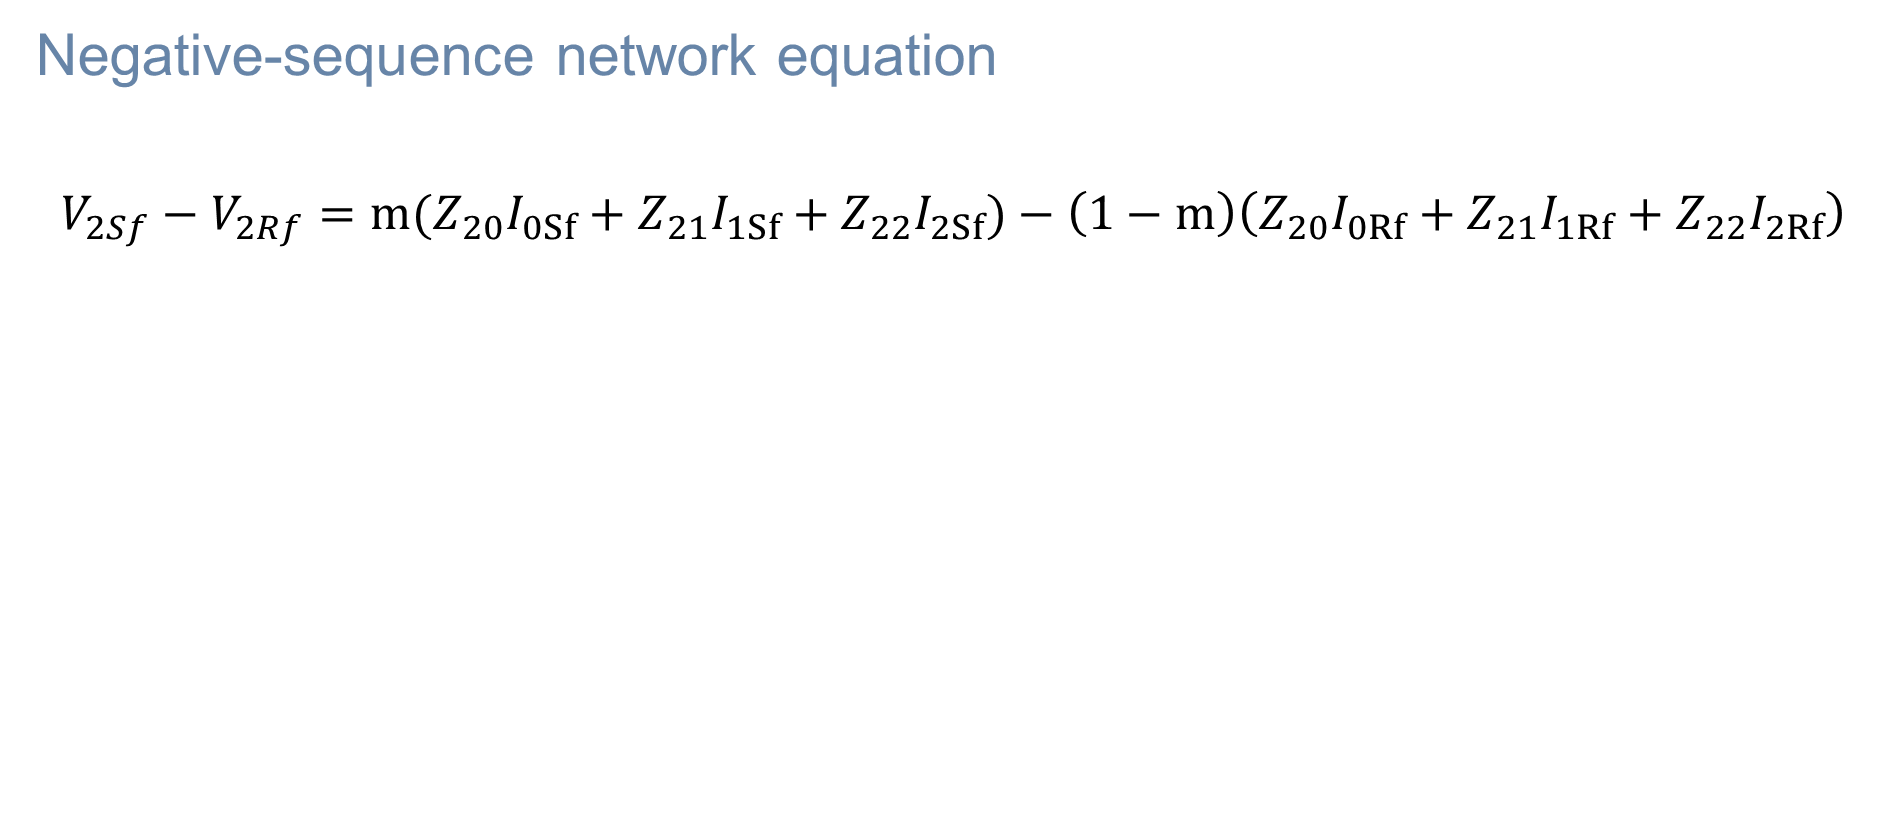 Negative-sequence network equation
V₂Sf − V₂Rf = m(Z₂₀I₀Sf + Z₂₁I₁Sf + Z₂₂I₂Sf) − (1 − m)(Z₂₀I₀Rf + Z₂₁I₁Rf + Z₂₂I₂Rf)